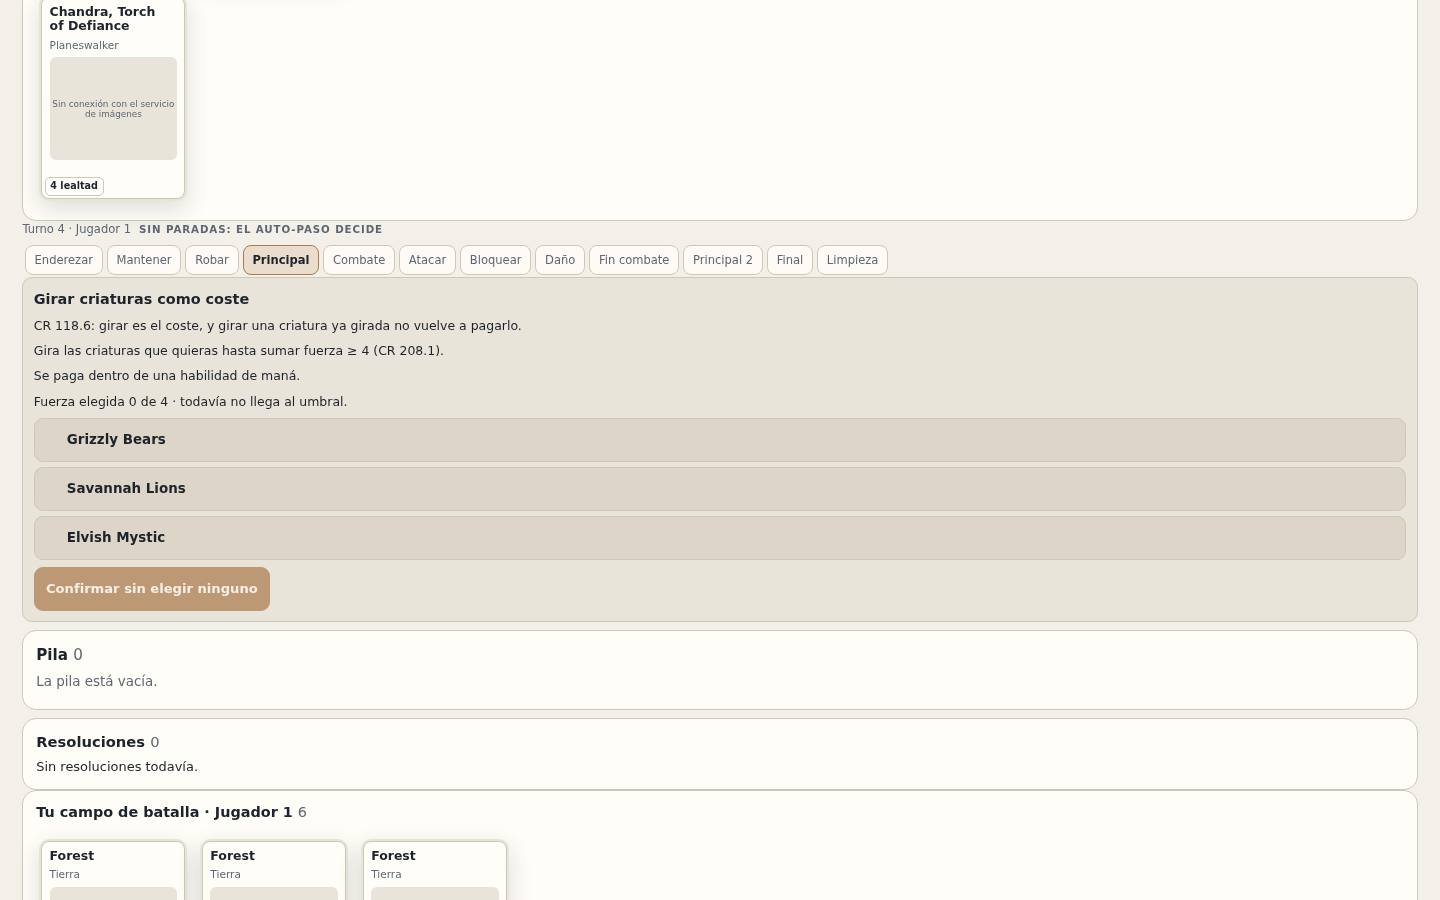 Chandra, Torch
of Defiance
Planeswalker
Sin conexión con el servicio
de imágenes
4 lealtad
Turno 4 · Jugador 1 SIN PARADAS: EL AUTO-PASO DECIDE
Enderezar Mantener Robar Principal Combate Atacar Bloquear Daño Fin combate Principal 2 Final Limpieza
Girar criaturas como coste
CR 118.6: girar es el coste, y girar una criatura ya girada no vuelve a pagarlo.
Gira las criaturas que quieras hasta sumar fuerza ≥ 4 (CR 208.1).
Se paga dentro de una habilidad de maná.
Fuerza elegida 0 de 4 · todavía no llega al umbral.
Grizzly Bears
Savannah Lions
Elvish Mystic
Confirmar sin elegir ninguno
Pila 0
La pila está vacía.
Resoluciones 0
Sin resoluciones todavía.
Tu campo de batalla · Jugador 1 6
Forest Forest Forest
Tierra Tierra Tierra